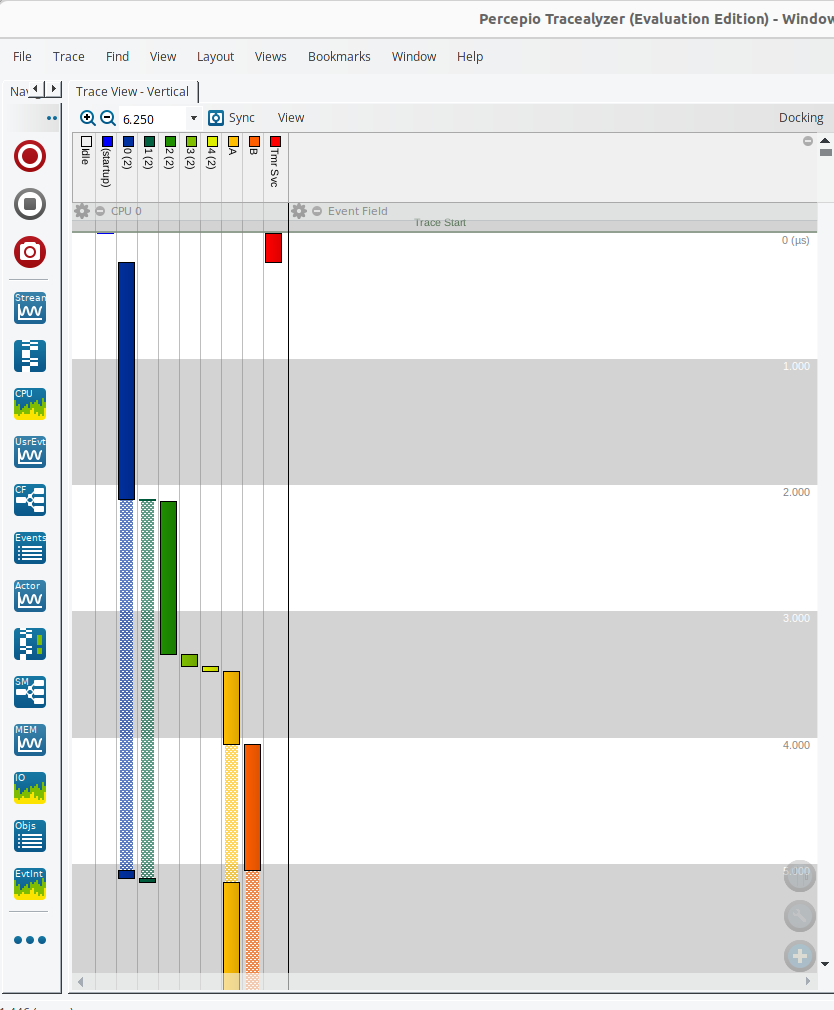 Percepio Tracealyzer (Evaluation Edition) - Window
File Trace Find View Layout Views Bookmarks Window Help
Trace View - Vertical
6.250 Sync View Docking
Idle
(startup)
0 (2)
1 (2)
2 (2)
3 (2)
4 (2)
A
B
Tmr Svc
CPU 0 Event Field
Trace Start
0 (µs)
1.000
2.000
3.000
4.000
5.000
Stream
CPU
UsrEvt
CF
Events
Actor
SM
MEM
IO
Objs
EvtInt